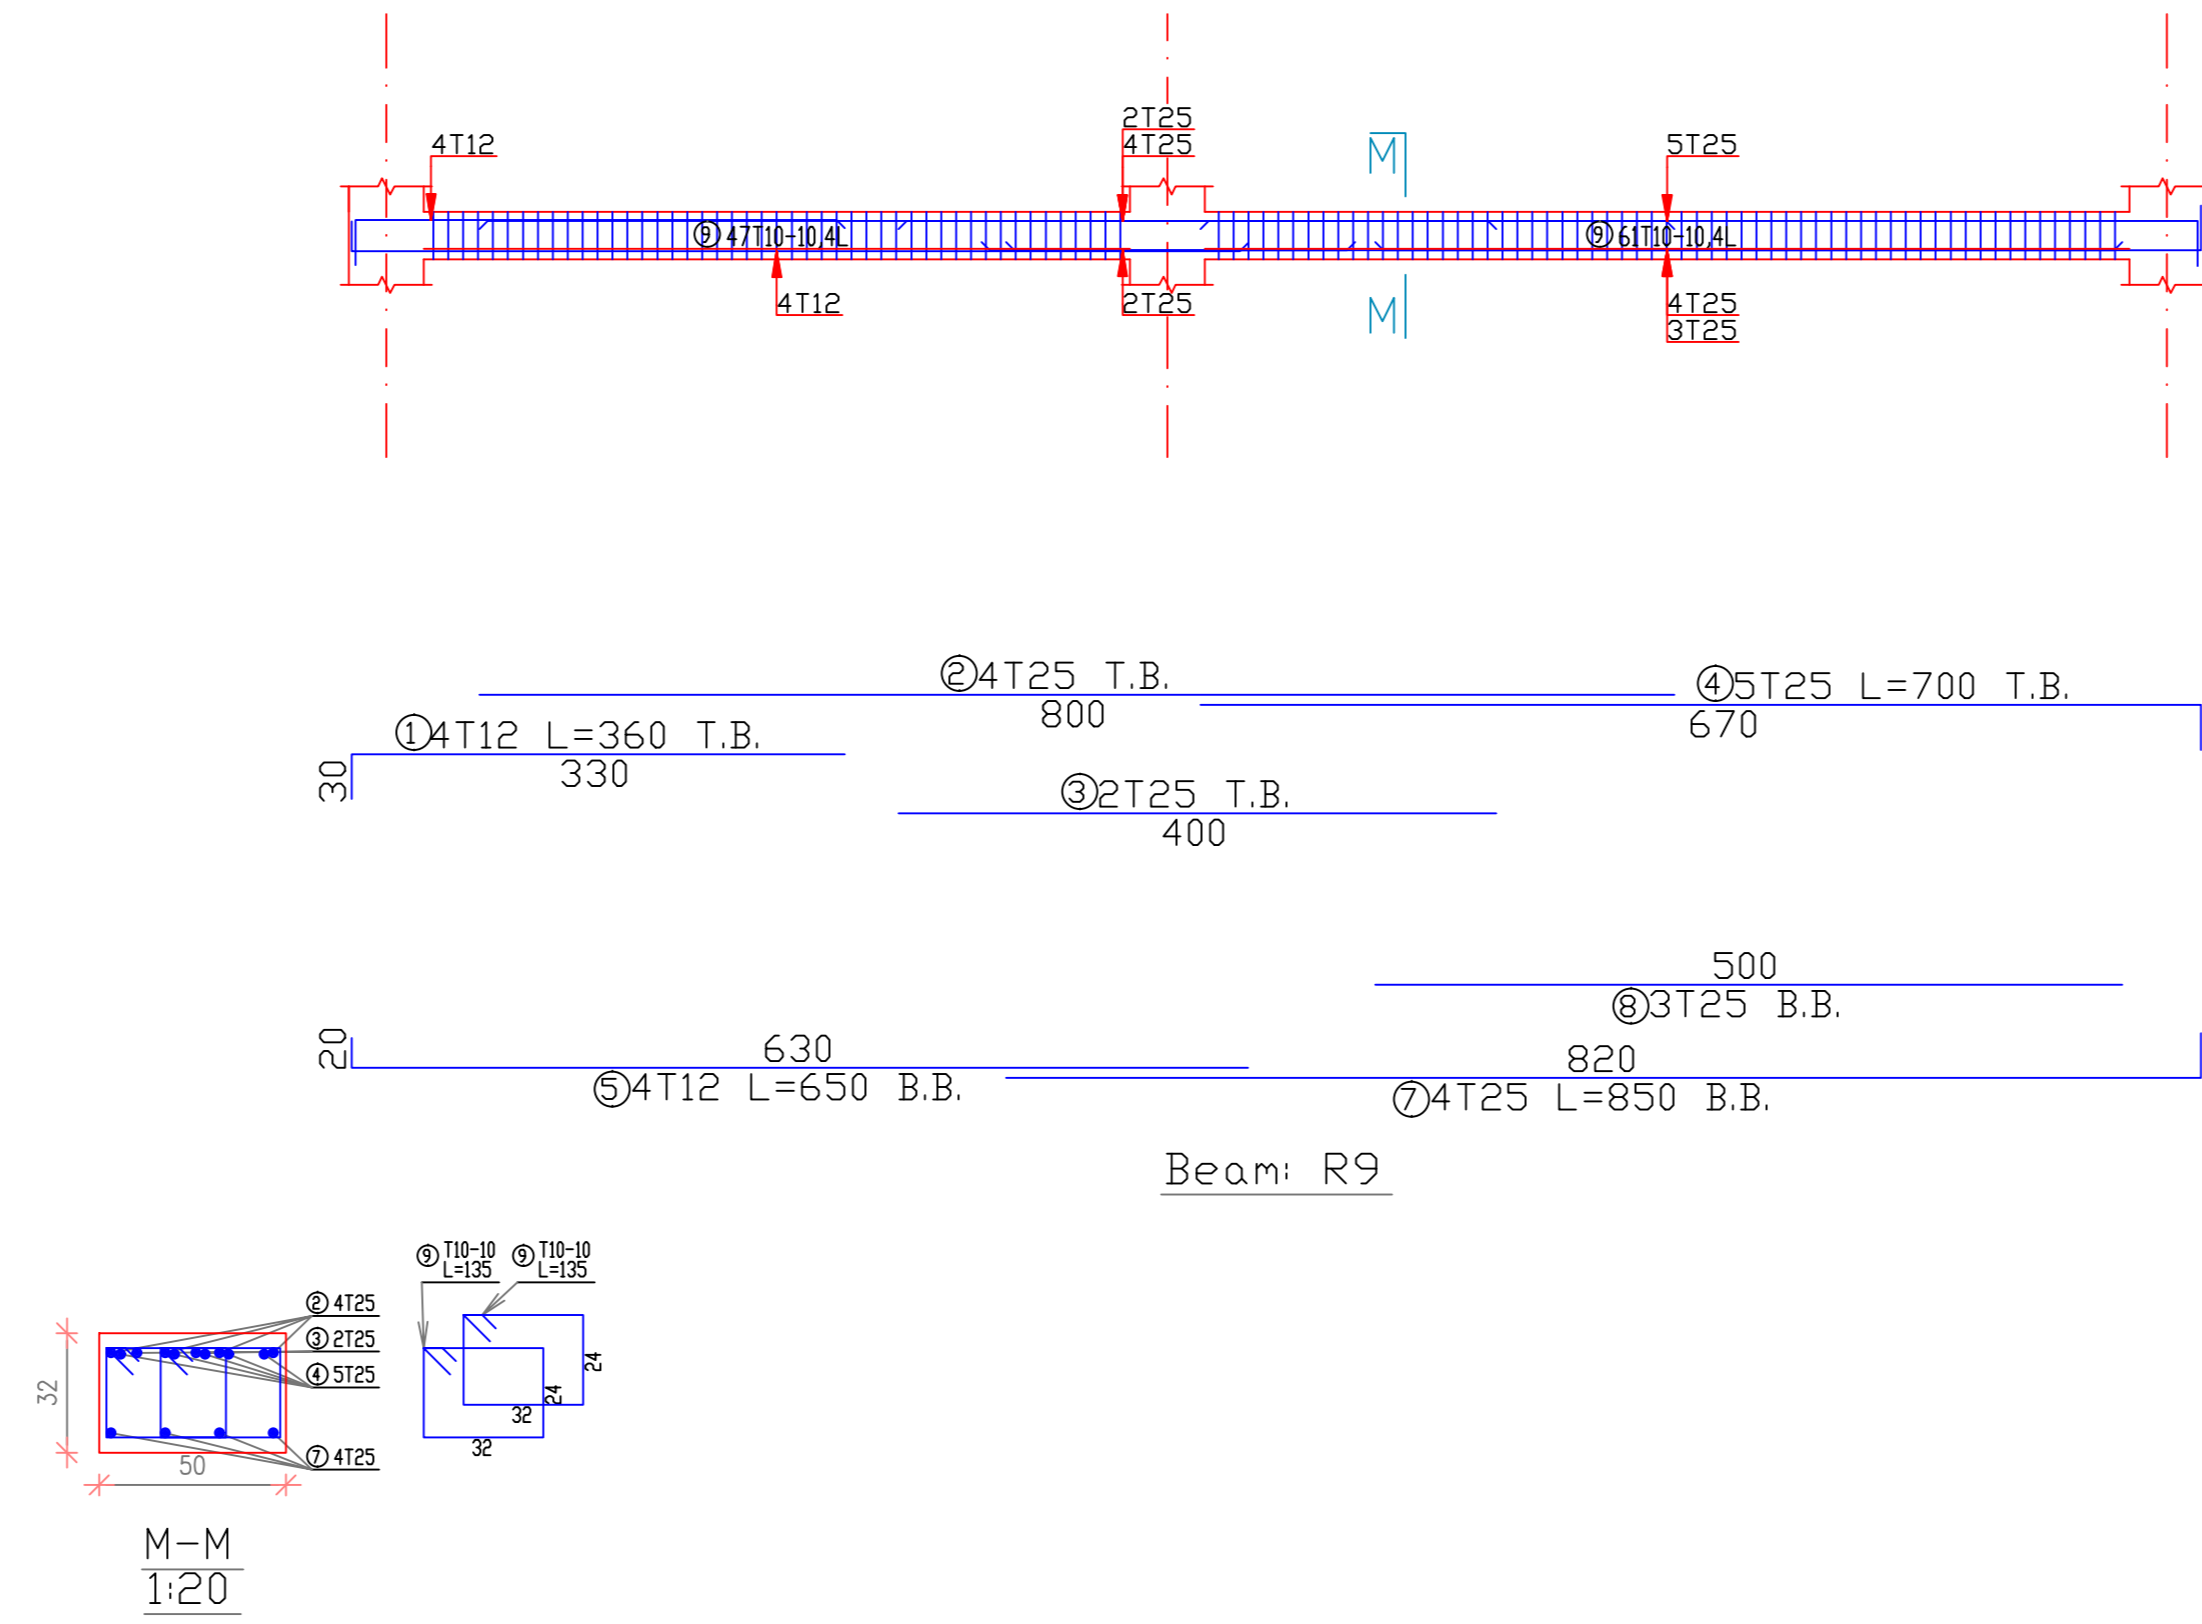 2T25
4T12
4T25
M
5T25
⑨ 47T10-10,4L
⑨ 61T10-10,4L
4T12
2T25
M
4T25
3T25
②4T25 T.B.
800
④5T25 L=700 T.B.
670
①4T12 L=360 T.B.
330
30
③2T25 T.B.
400
500
⑧3T25 B.B.
20
630
⑤4T12 L=650 B.B.
820
⑦4T25 L=850 B.B.
Beam: R9
⑨ T10-10
L=135
⑨ T10-10
L=135
② 4T25
③ 2T25
④ 5T25
⑦ 4T25
32
50
24
24
32
32
M-M
1:20